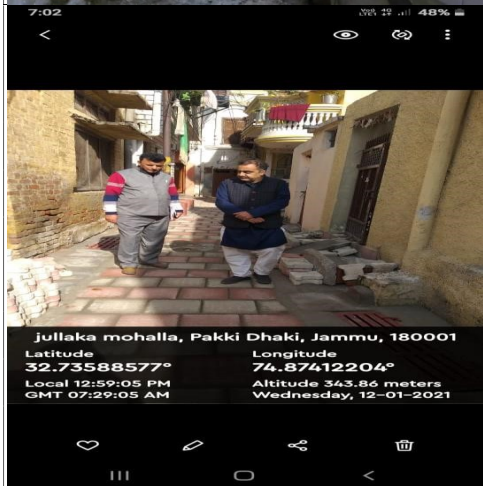 7:02
48%
jullaka mohalla, Pakki Dhaki, Jammu, 180001
Latitude
32.73588577°
Longitude
74.87412204°
Local 12:59:05 PM
GMT 07:29:05 AM
Altitude 343.86 meters
Wednesday, 12-01-2021